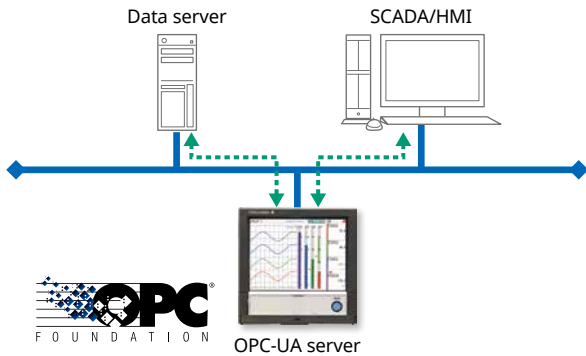 Data server
SCADA/HMI
OPC
®
FOUNDATION
OPC-UA server